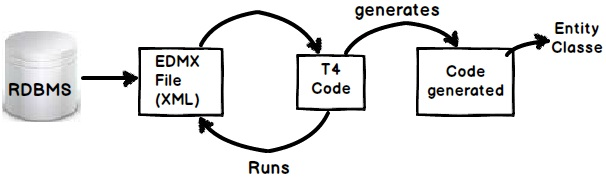 generates
Entity
Classe
RDBMS
EDMX
File
(XML)
T4
Code
Code
generated
Runs